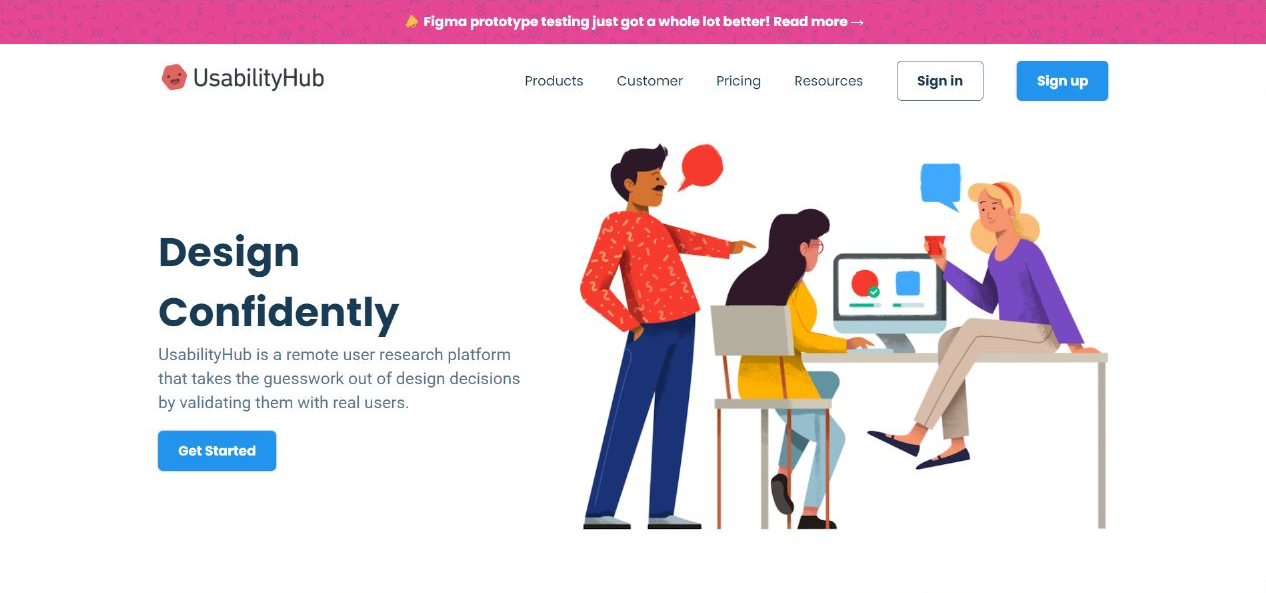 Figma prototype testing just got a whole lot better! Read more →
UsabilityHub
Products Customer Pricing Resources Sign in Sign up
Design
Confidently
UsabilityHub is a remote user research platform
that takes the guesswork out of design decisions
by validating them with real users.
Get Started